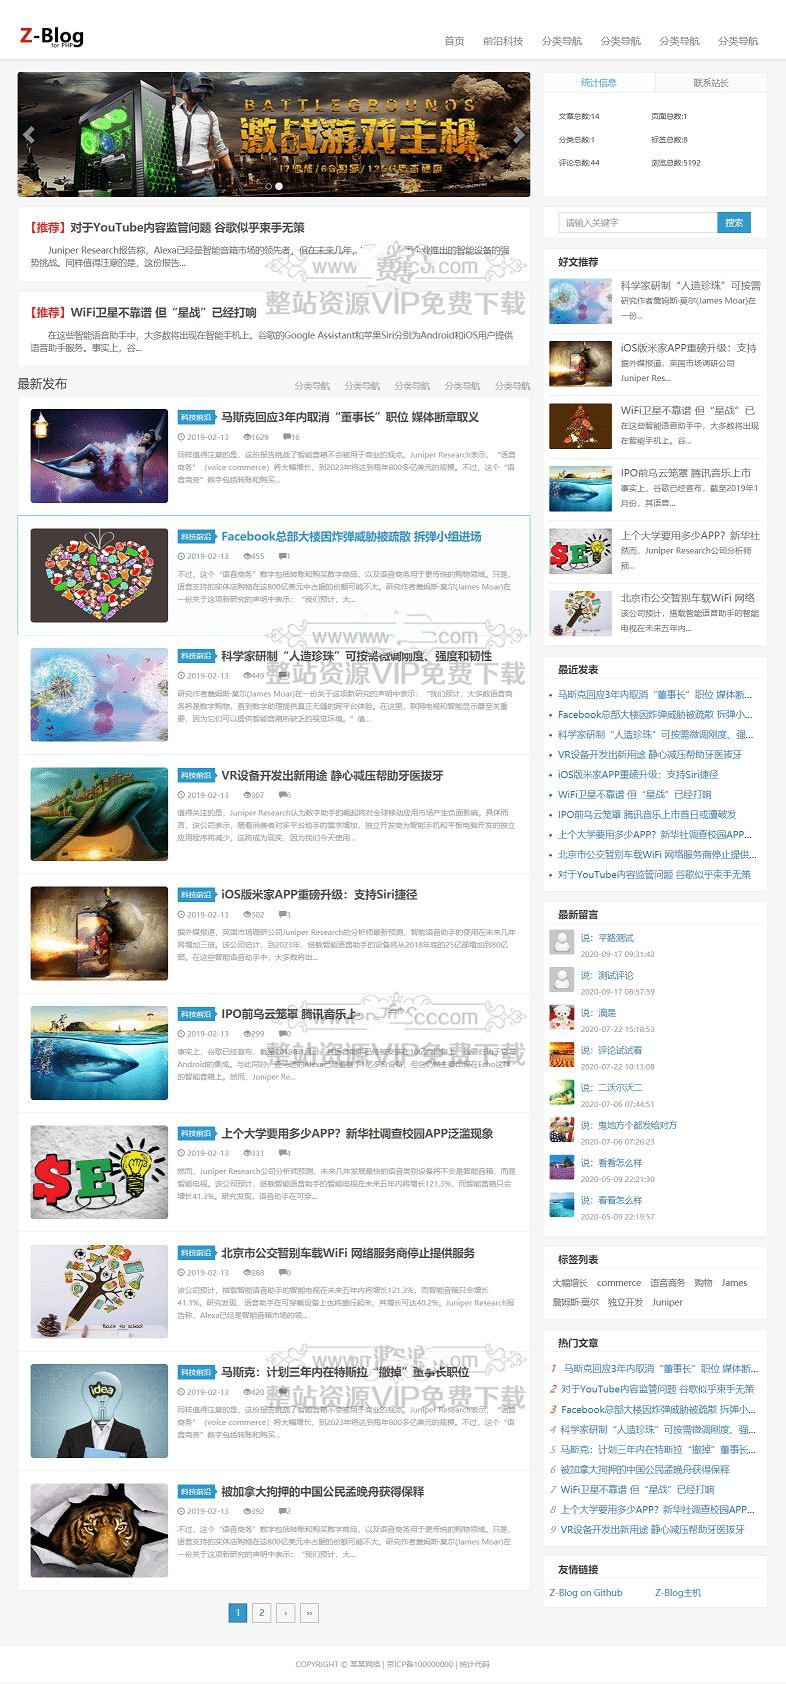 Z-Blog
for PHP
首页 前沿科技 分类导航 分类导航 分类导航 分类导航
BATTLEGROUNDS
激战游戏主机
统计信息 联系站长
文章总数:14 页面总数:1
分类总数:1 标签总数:8
评论总数:44 浏览总数:5192
请输入关键字 搜索
【推荐】对于YouTube内容监管问题 谷歌似乎束手无策
Juniper Research报告称，Alexa已经是智能音箱市场的领先者，但在未来几年，
势挑战。同样值得注意的是，这份报告...
整站资源VIP免费下载
【推荐】WiFi卫星不靠谱 但“星战”已经打响
在这些智能语音助手中，大多数将出现在智能手机上。谷歌的Google Assistant和苹果Siri分别为Android和iOS用户提供
语音助手服务。事实上，谷...
最新发布 分类导航 分类导航 分类导航 分类导航 分类导航
科技前沿 马斯克回应3年内取消“董事长”职位 媒体断章取义
2019-02-13 1629 16
同样值得注意的是，这份报告挑战了智能音箱不会被用于商业的观点。Juniper Research表示，“语音
商务”（voice commerce）将大幅增长，到2023年将达到每年800多亿美元的规模。不过，这个“语
音商务”数字包括转账和购买...
科技前沿 Facebook总部大楼因炸弹威胁被疏散 拆弹小组进场
2019-02-13 455 1
不过，这个“语音商务”数字包括转账和购买数字商品，以及语音商务用于更传统的购物领域。只是，
语音支持的实体店购物在这800亿美元中占据的份额可能不大。研究作者詹姆斯·莫尔(James Moar)在
一份关于这项新研究的声明中表示：“我们预计，大...
科技前沿 科学家研制“人造珍珠”可按需微调刚度、强度和韧性
2019-02-13 449
整站资源VIP免费下载
研究作者詹姆斯·莫尔(James Moar)在一份关于这项新研究的声明中表示：“我们预计，大多数语音商
务将是数字购物，直到数字助理提供真正无缝的跨平台体验。在这里，联网电视和智能显示器至关重
要，因为它们可以提供智能音箱所缺乏的视觉环境。”值...
科技前沿 VR设备开发出新用途 静心减压帮助牙医拔牙
2019-02-13 307 6
值得关注的是，Juniper Research认为数字助手的崛起将对全球移动应用市场产生负面影响。具体而
言，该公司表示，随着消费者对多平台助手的需求增加，独立开发商为智能手机和平板电脑开发的独立
应用程序将减少。这将成为现实，因为我们今天使用...
科技前沿 iOS版米家APP重磅升级：支持Siri捷径
2019-02-13 302 3
据外媒报道，英国市场调研公司Juniper Research的分析师最新预测，智能语音助手的使用在未来几年
将增加三倍。该公司估计，到2023年，搭载智能语音助手的设备将从2018年底的25亿部增加到80亿
部。在这些智能语音助手中，大多数将出...
科技前沿 IPO前乌云笼罩 腾讯音乐上
2019-02-13 299 0
整站资源VIP免费下载
Android的集成。与此同时，亚马逊的Alexa已经覆盖了1亿多台设备，但它仍然主要出现在Echo这样
的智能音箱上。然而，Juniper Re...
科技前沿 上个大学要用多少APP？新华社调查校园APP泛滥现象
2019-02-13 331 4
然而，Juniper Research公司分析师预测，未来几年发展最快的语音类别设备将不会是智能音箱，而是
智能电视。该公司预计，搭载智能语音助手的智能电视在未来五年内将增长121.3%，而智能音箱只会
增长41.3%。研究发现，语音助手在可穿...
科技前沿 北京市公交暂别车载WiFi 网络服务商停止提供服务
2019-02-13 288 0
该公司预计，搭载智能语音助手的智能电视在未来五年内将增长121.3%，而智能音箱只会增长
41.3%。研究发现，语音助手在可穿戴设备上也将盛行起来，其增长可达40.2%。Juniper Research报
告称，Alexa已经是智能音箱市场的领...
Back to school
科技前沿 马斯克：计划三年内在特斯拉“撤掉”董事长职位
2019-02-13 420
idea
整站资源VIP免费下载
同样值得注意的是，这份报告挑战了智能音箱不会被用于商业的观点。Juniper Research表示，“语音
商务”（voice commerce）将大幅增长，到2023年将达到每年800多亿美元的规模。不过，这个“语
音商务”数字包括转账和购买...
科技前沿 被加拿大拘押的中国公民孟晚舟获得保释
2019-02-13 392 2
不过，这个“语音商务”数字包括转账和购买数字商品，以及语音商务用于更传统的购物领域。只是，
语音支持的实体店购物在这800亿美元中占据的份额可能不大。研究作者詹姆斯·莫尔(James Moar)在
一份关于这项新研究的声明中表示：“我们预计，大...
1 2 › ››
好文推荐
科学家研制“人造珍珠”可按需
研究作者詹姆斯·莫尔(James Moar)在
一份...
iOS版米家APP重磅升级：支持
据外媒报道，英国市场调研公司
Juniper Res...
WiFi卫星不靠谱 但“星战”已
在这些智能语音助手中，大多数将出现
在智能手机上。谷...
IPO前乌云笼罩 腾讯音乐上市
事实上，谷歌已经宣布，截至2019年1
月份，其语音...
上个大学要用多少APP？新华社
然而，Juniper Research公司分析师
预...
北京市公交暂别车载WiFi 网络
该公司预计，搭载智能语音助手的智能
电视在未来五年内...
最近发表
马斯克回应3年内取消“董事长”职位 媒体断...
Facebook总部大楼因炸弹威胁被疏散 拆弹小...
科学家研制“人造珍珠”可按需微调刚度、强...
VR设备开发出新用途 静心减压帮助牙医拔牙
iOS版米家APP重磅升级：支持Siri捷径
WiFi卫星不靠谱 但“星战”已经打响
IPO前乌云笼罩 腾讯音乐上市首日或遭破发
上个大学要用多少APP？新华社调查校园APP...
北京市公交暂别车载WiFi 网络服务商停止提供...
对于YouTube内容监管问题 谷歌似乎束手无策
最新留言
说：平路测试
2020-09-17 09:31:42
说：测试评论
2020-09-17 08:57:59
说：滴是
2020-07-22 15:18:53
说：评论试试看
2020-07-22 10:13:08
说：二沃尔沃二
2020-07-06 07:44:51
说：鬼地方个都发给对方
2020-07-06 07:26:23
说：看看怎么样
2020-05-09 22:21:30
说：看看怎么样
2020-05-09 22:19:57
标签列表
大幅增长 commerce 语音商务 购物 James
詹姆斯·莫尔 独立开发 Juniper
热门文章
1 马斯克回应3年内取消“董事长”职位 媒体断...
2 对于YouTube内容监管问题 谷歌似乎束手无策
3 Facebook总部大楼因炸弹威胁被疏散 拆弹小...
4 科学家研制“人造珍珠”可按需微调刚度、强...
5 马斯克：计划三年内在特斯拉“撤掉”董事长...
6 被加拿大拘押的中国公民孟晚舟获得保释
7 WiFi卫星不靠谱 但“星战”已经打响
8 上个大学要用多少APP？新华社调查校园APP...
9 VR设备开发出新用途 静心减压帮助牙医拔牙
友情链接
Z-Blog on Github Z-Blog主机
COPYRIGHT © 某某网络 | 京ICP备100000000 | 统计代码